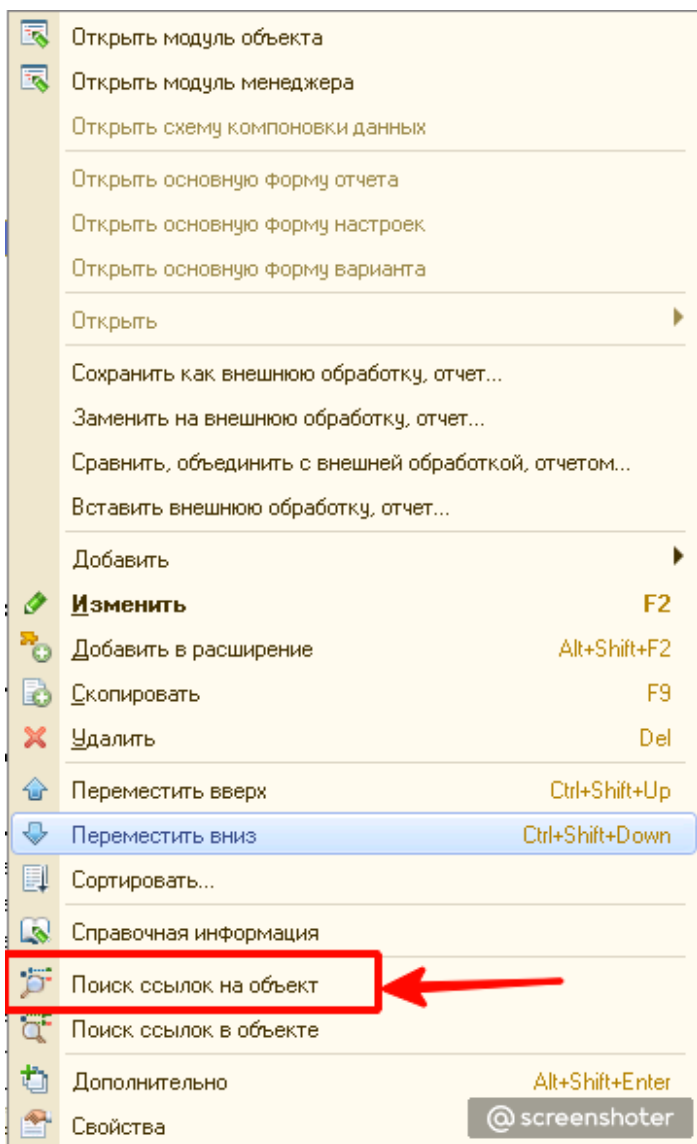 Открыть модуль объекта
Открыть модуль менеджера
Открыть схему компоновки данных
Открыть основную форму отчета
Открыть основную форму настроек
Открыть основную форму варианта
Открыть
Сохранить как внешнюю обработку, отчет...
Заменить на внешнюю обработку, отчет...
Сравнить, объединить с внешней обработкой, отчетом...
Вставить внешнюю обработку, отчет...
Добавить
Изменить F2
Добавить в расширение Alt+Shift+F2
Скопировать F9
Удалить Del
Переместить вверх Ctrl+Shift+Up
Переместить вниз Ctrl+Shift+Down
Сортировать...
Справочная информация
Поиск ссылок на объект
Поиск ссылок в объекте
Дополнительно Alt+Shift+Enter
Свойства
@screenshoter